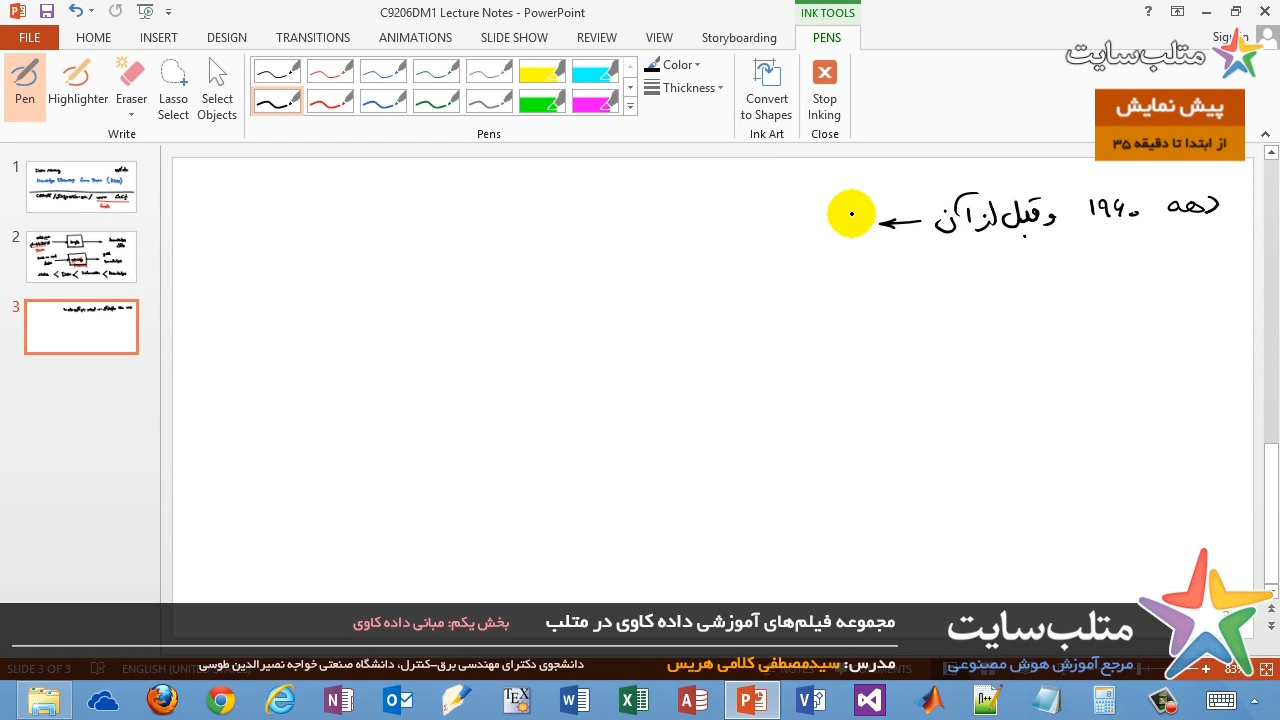 C9206DM1 Lecture Notes - PowerPoint
INK TOOLS
FILE HOME INSERT DESIGN TRANSITIONS ANIMATIONS SLIDE SHOW REVIEW VIEW Storyboarding PENS
متلب‌سایت
Pen Highlighter Eraser Lasso Select Select Objects
Color
Thickness
Convert to Shapes
Stop Inking
Write Pens Ink Art Close
پیش نمایش
از ابتدا تا دقیقه ۳۵
1
2
3
دهه ۱۹۶۰ و قبل از آن ←
مجموعه فیلم‌های آموزشی داده کاوی در متلب
بخش یکم: مبانی داده کاوی
متلب‌سایت
مرجع آموزش هوش مصنوعی
مدرس: سیدمصطفی کلامی هریس
دانشجوی دکترای مهندسی برق–کنترل، دانشگاه صنعتی خواجه نصیرالدین طوسی
SLIDE 3 OF 3
83%